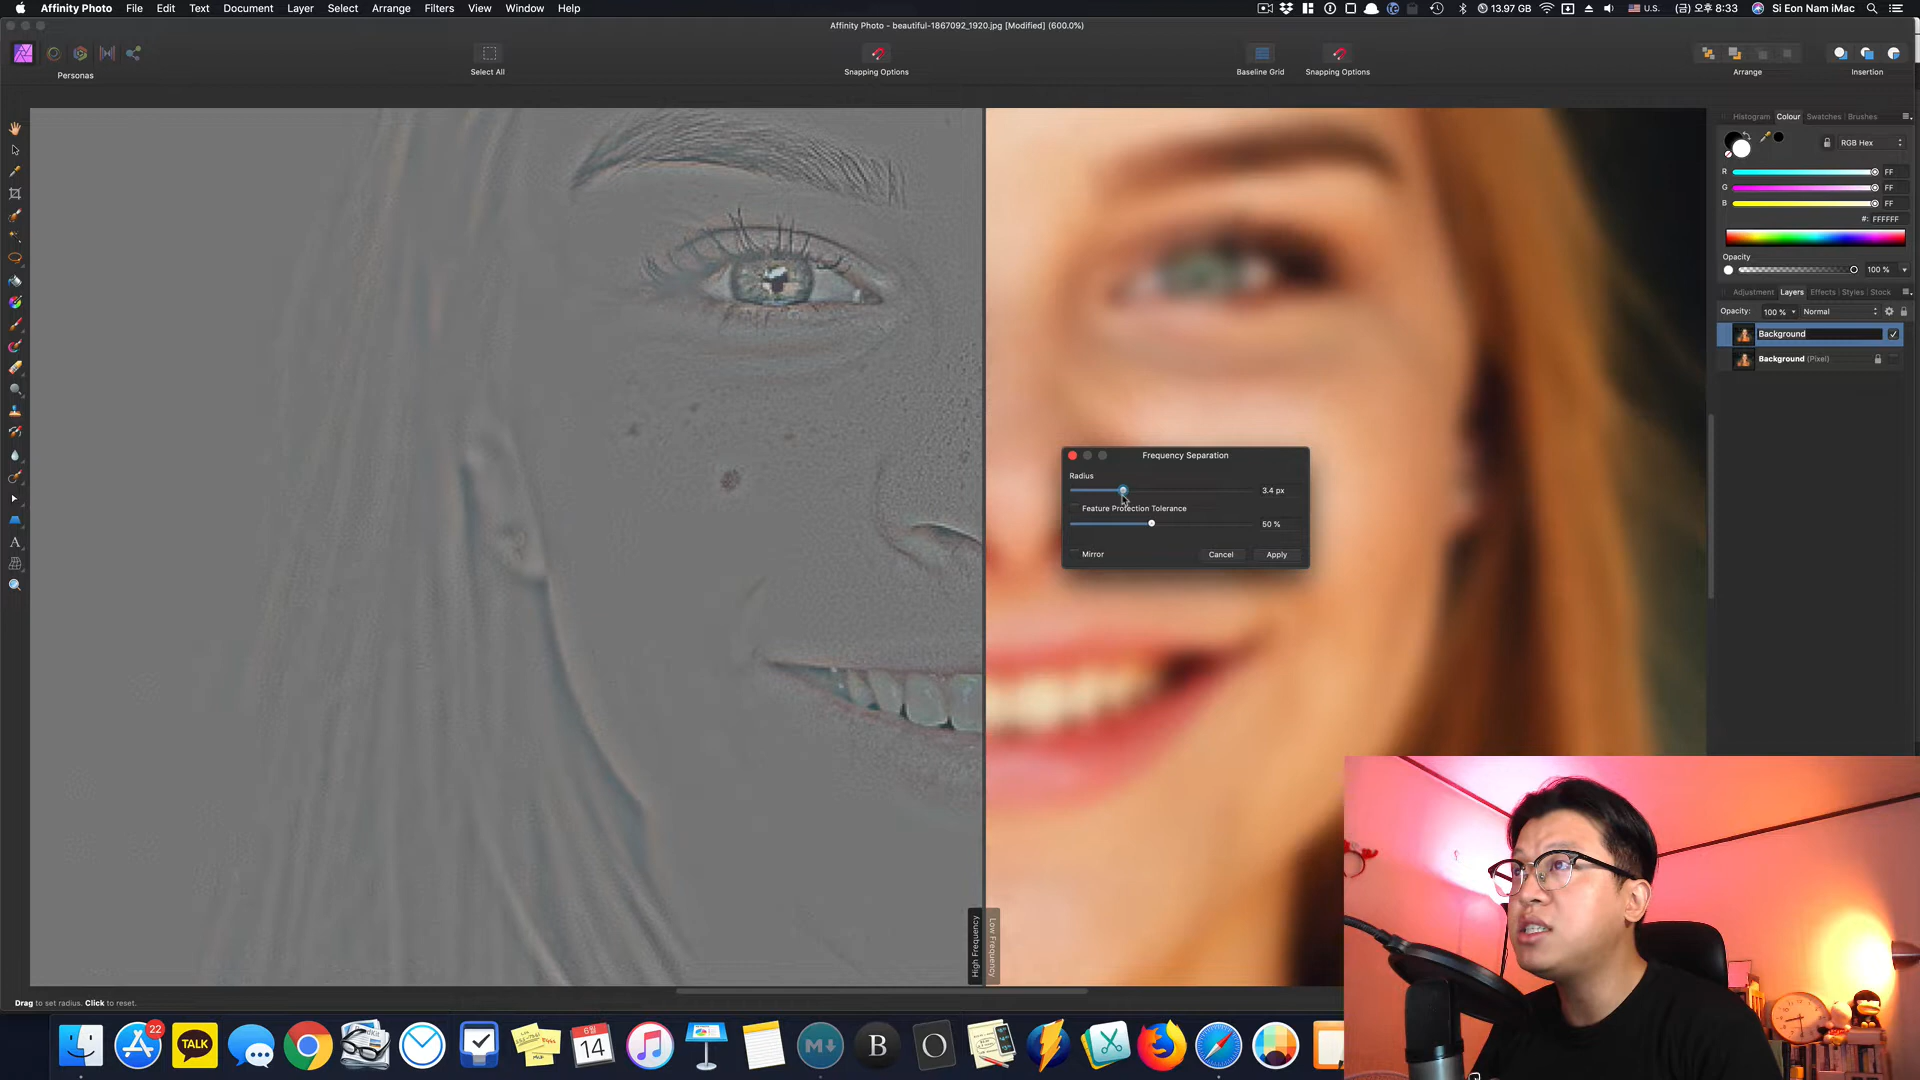 Affinity Photo File Edit Text Document Layer Select Arrange Filters View Window Help
13.97 GB U.S. (금) 오후 8:33 Si Eon Nam iMac
Affinity Photo - beautiful-1867092_1920.jpg [Modified] (600.0%)
Personas
Select All
Snapping Options
Baseline Grid
Snapping Options
Arrange
Insertion
Histogram Colour Swatches Brushes
RGB Hex
R FF
G FF
B FF
#: FFFFFF
Opacity
100 %
Adjustment Layers Effects Styles Stock
Opacity: 100 % Normal
Background
Background (Pixel)
Frequency Separation
Radius
3.4 px
Feature Protection Tolerance
50 %
Mirror
Cancel
Apply
High Frequency
Low Frequency
Drag to set radius. Click to reset.
22
TALK
6월
14
M
B
O
A